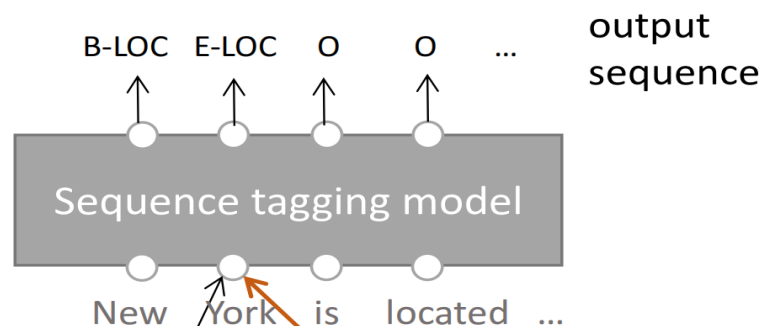 B-LOC E-LOC O O ...
output
sequence
Sequence tagging model
New York is located ...